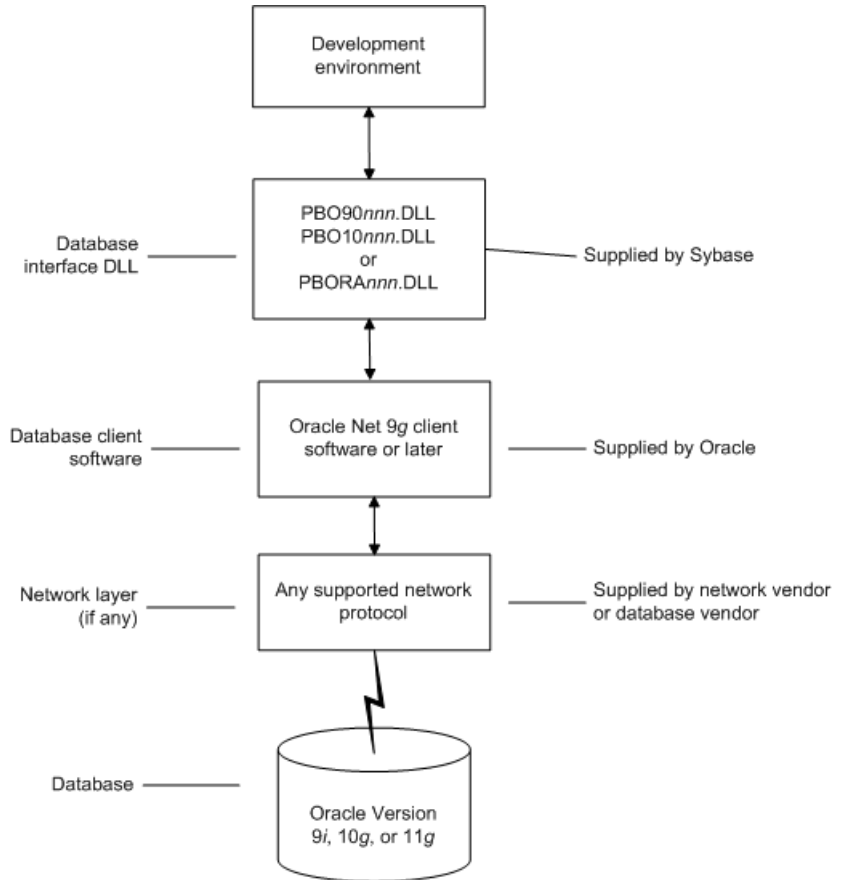 Development
environment
PBO90nnn.DLL
PBO10nnn.DLL
or
PBORAnnn.DLL
Database
interface DLL
Supplied by Sybase
Oracle Net 9g client
software or later
Database client
software
Supplied by Oracle
Any supported network
protocol
Network layer
(if any)
Supplied by network vendor
or database vendor
Database
Oracle Version
9i, 10g, or 11g